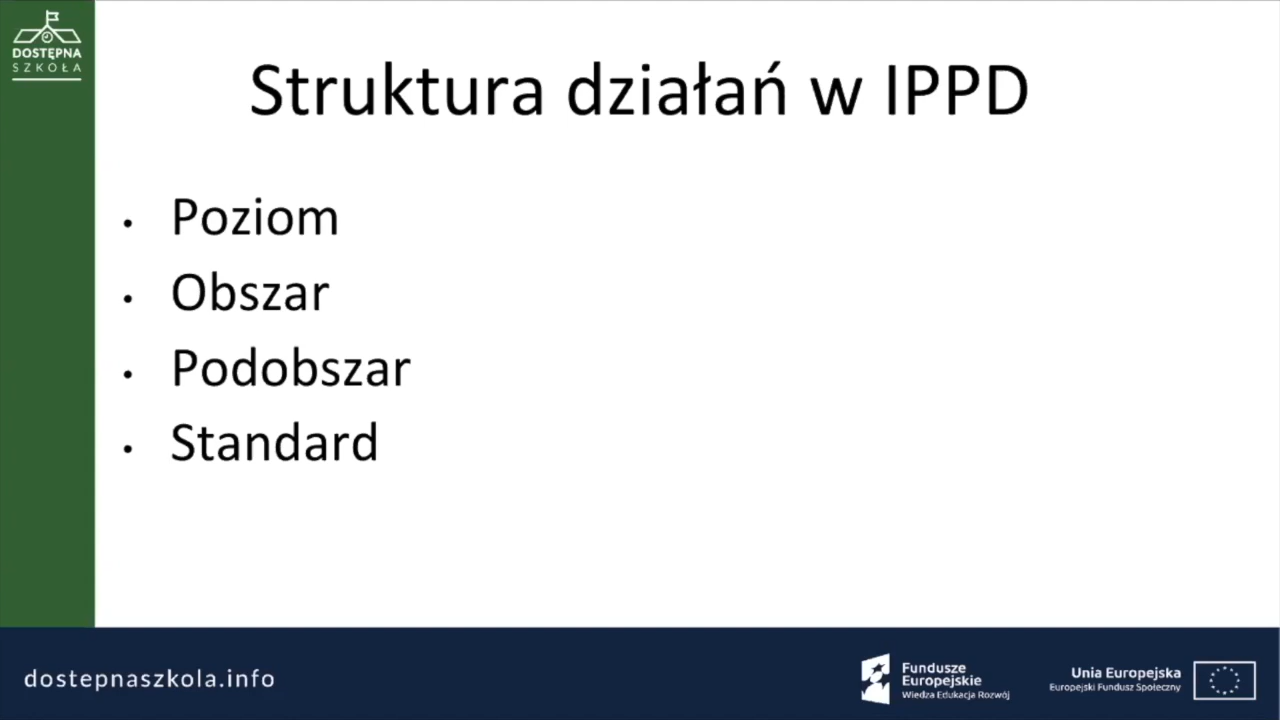 DOSTĘPNA
SZKOŁA
Struktura działań w IPPD
• Poziom
• Obszar
• Podobszar
• Standard
dostepnaszkola.info
Fundusze
Europejskie
Wiedza Edukacja Rozwój
Unia Europejska
Europejski Fundusz Społeczny